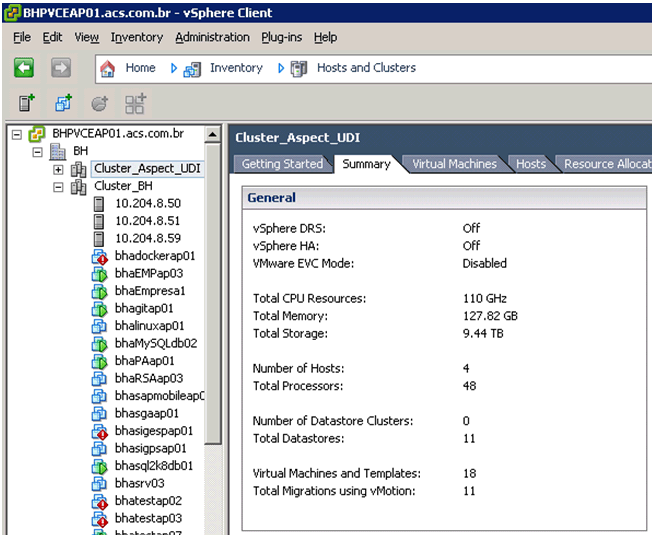 BHPVCEAP01.acs.com.br - vSphere Client
File Edit View Inventory Administration Plug-ins Help
Home Inventory Hosts and Clusters
BHPVCEAP01.acs.com.br
BH
Cluster_Aspect_UDI
Cluster_BH
10.204.8.50
10.204.8.51
10.204.8.59
bhadockerap01
bhaEMPap03
bhaEmpresa1
bhagitap01
bhalinuxap01
bhaMySQLdb02
bhaPAap01
bhaRSAap03
bhasapmobileap0
bhasgaap01
bhasigespap01
bhasigpsap01
bhasql2k8db01
bhasrv03
bhatestap02
bhatestap03
Cluster_Aspect_UDI
Getting Started Summary Virtual Machines Hosts Resource Allocat
General
vSphere DRS: Off
vSphere HA: Off
VMware EVC Mode: Disabled
Total CPU Resources: 110 GHz
Total Memory: 127.82 GB
Total Storage: 9.44 TB
Number of Hosts: 4
Total Processors: 48
Number of Datastore Clusters: 0
Total Datastores: 11
Virtual Machines and Templates: 18
Total Migrations using vMotion: 11